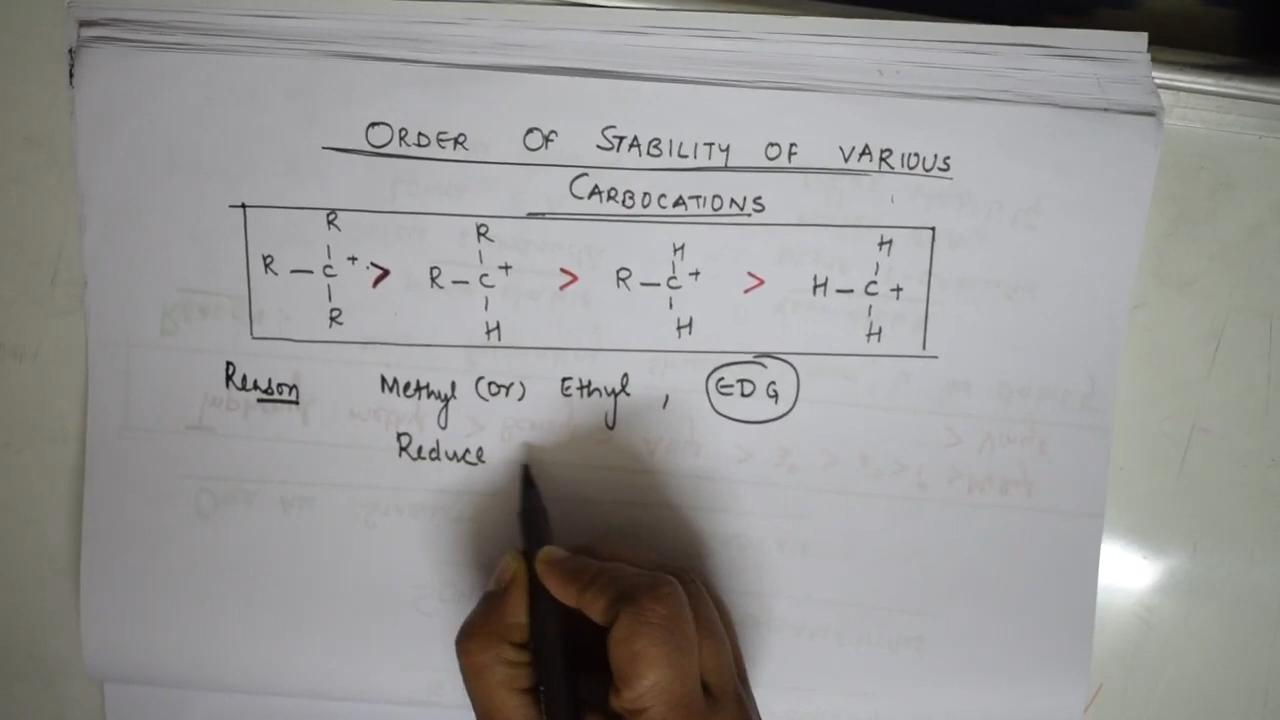 ORDER OF STABILITY OF VARIOUS
CARBOCATIONS
R R H H
R – C + > R – C + > R – C + > H – C +
R H H H
Reason Methyl (or) Ethyl, EDG
Reduce